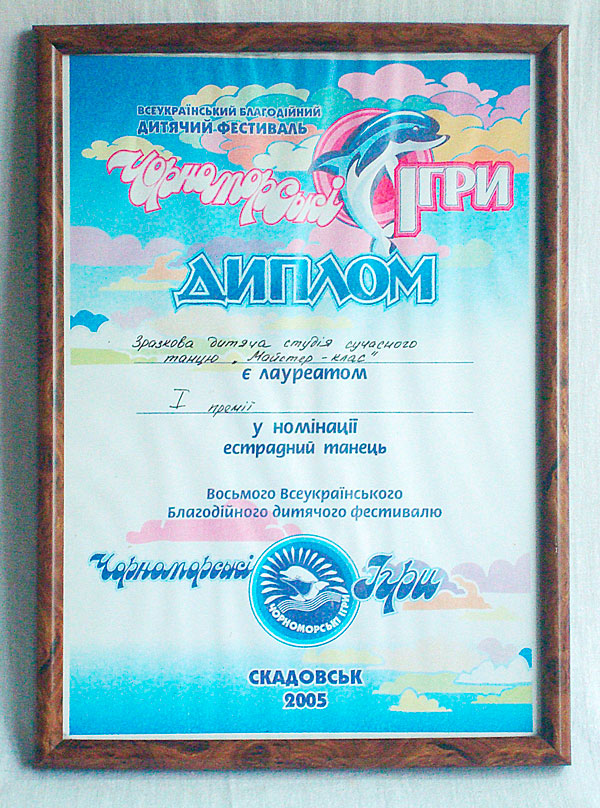 ВСЕУКРАЇНСЬКИЙ БЛАГОДІЙНИЙ
ДИТЯЧИЙ ФЕСТИВАЛЬ
Чорноморські ІГРИ
ДИПЛОМ
Зразкова дитяча студія сучасного
танцю „Майстер-клас"
є лауреатом
І премії
у номінації
естрадний танець
Восьмого Всеукраїнського
Благодійного дитячого фестивалю
Чорноморські Ігри
ЧОРНОМОРСЬКІ ІГРИ
СКАДОВСЬК
2005